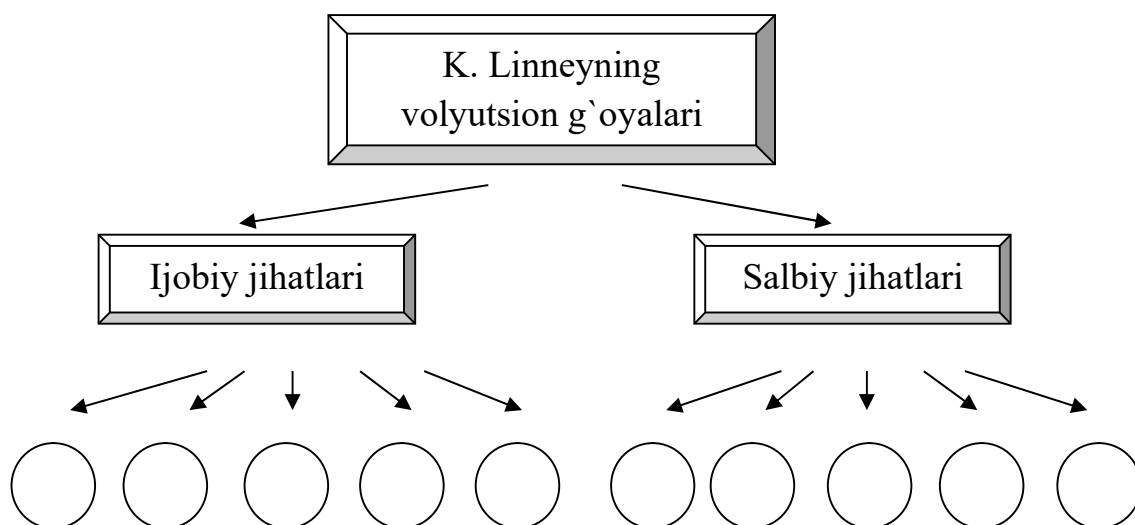 K. Linneyning
volyutsion g`oyalari
Ijobiy jihatlari
Salbiy jihatlari